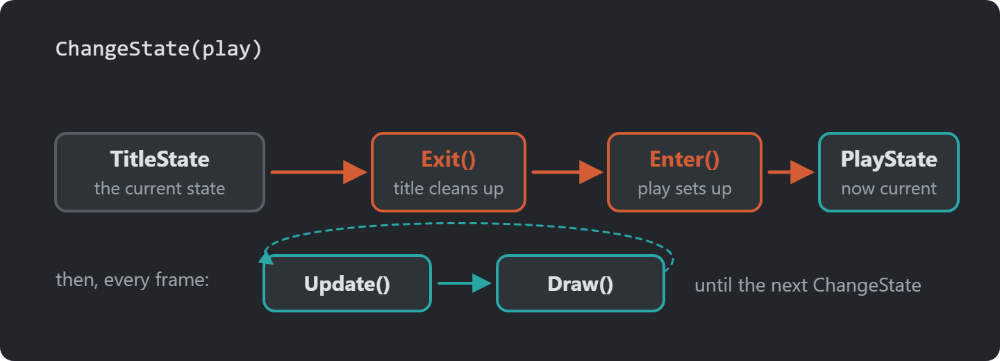 ChangeState(play)
TitleState
the current state
Exit()
title cleans up
Enter()
play sets up
PlayState
now current
then, every frame:
Update()
Draw()
until the next ChangeState